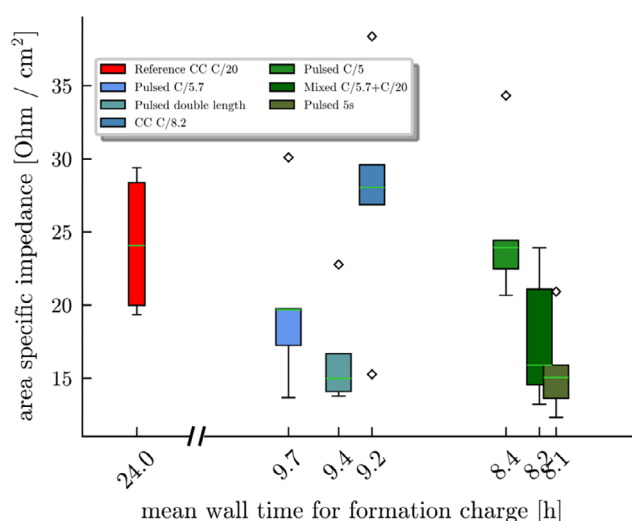 area specific impedance [Ohm / cm²]
35
30
25
20
15
Reference CC C/20
Pulsed C/5.7
Pulsed double length
CC C/8.2
Pulsed C/5
Mixed C/5.7+C/20
Pulsed 5s
24.0
9.7
9.4
9.2
8.4
8.2
8.1
mean wall time for formation charge [h]